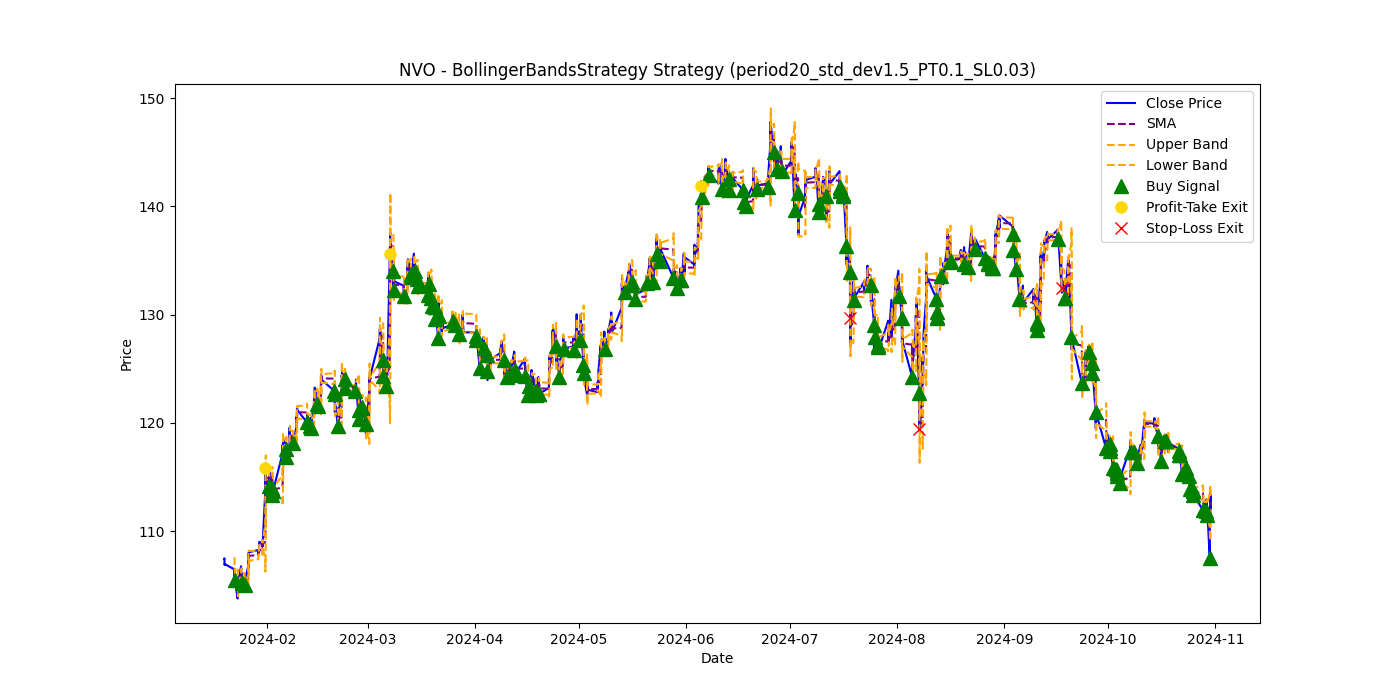 NVO - BollingerBandsStrategy Strategy (period20_std_dev1.5_PT0.1_SL0.03)
Close Price
SMA
Upper Band
Lower Band
Buy Signal
Profit-Take Exit
Stop-Loss Exit
150
140
130
120
110
Price
2024-02 2024-03 2024-04 2024-05 2024-06 2024-07 2024-08 2024-09 2024-10 2024-11
Date